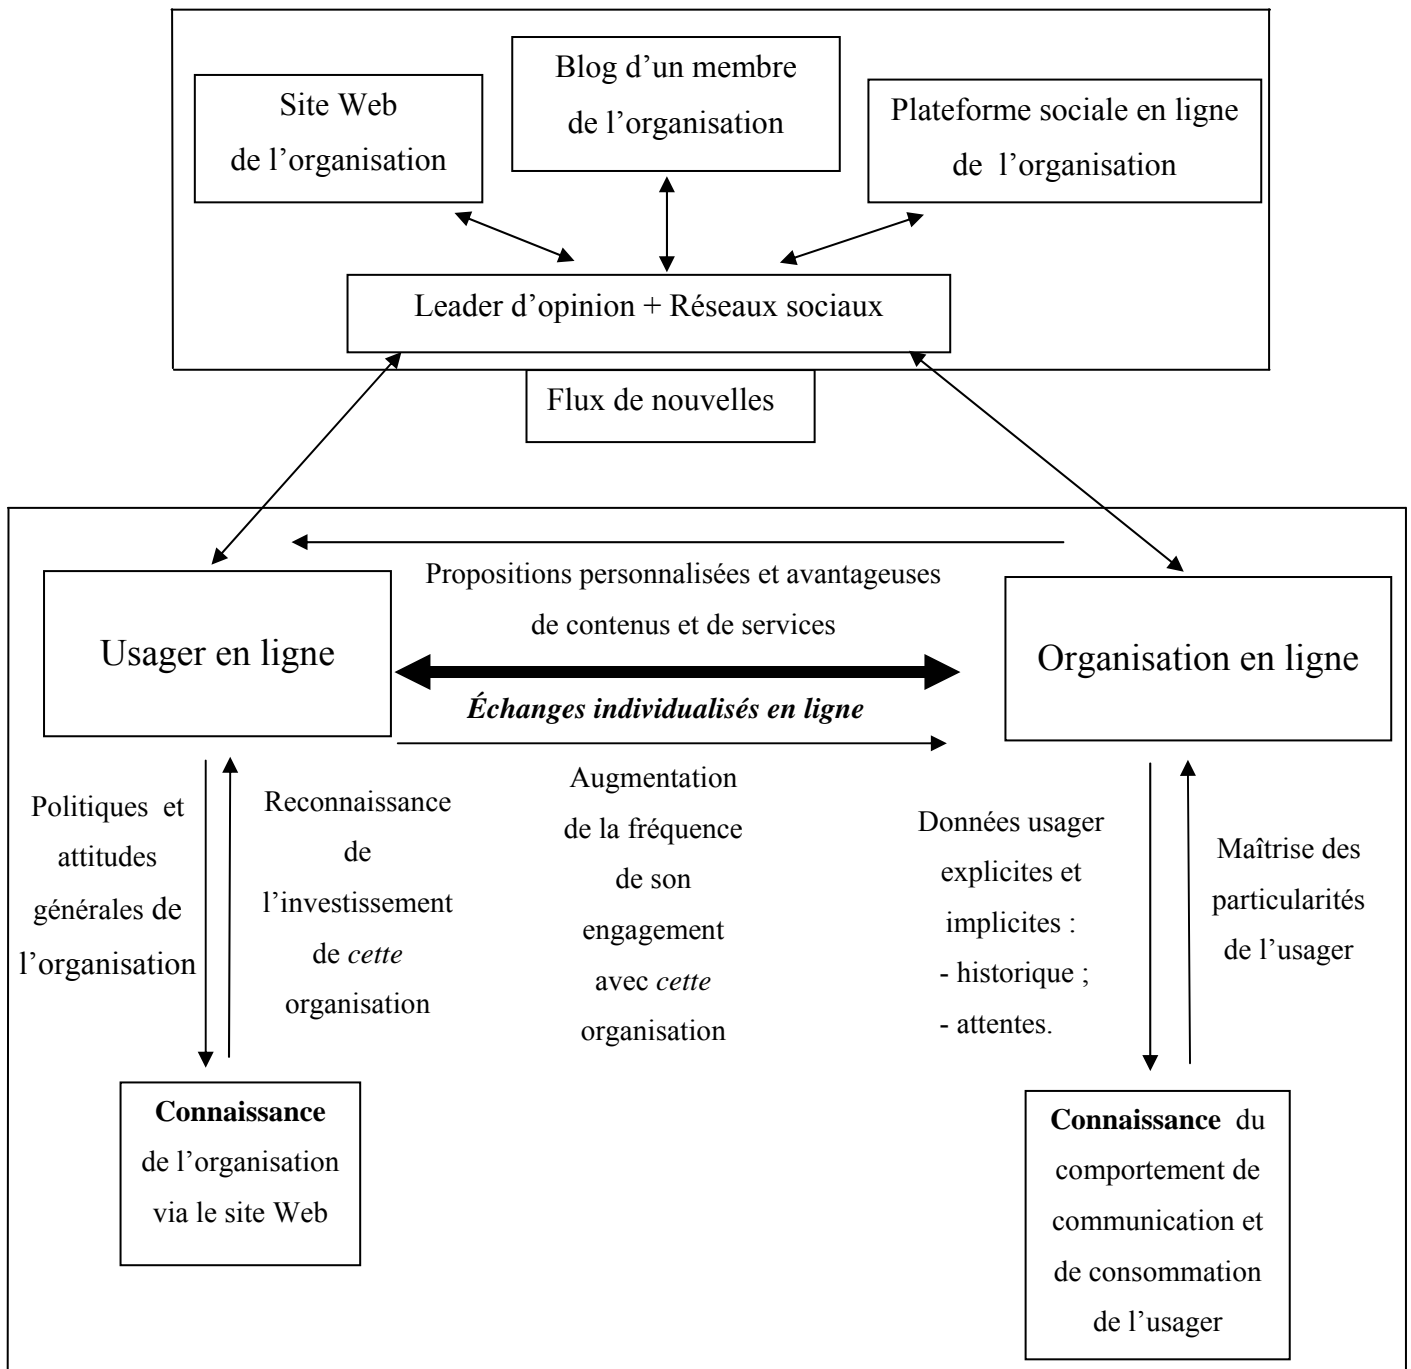 Site Web
de l’organisation
Blog d’un membre
de l’organisation
Plateforme sociale en ligne
de l’organisation
Leader d’opinion + Réseaux sociaux
Flux de nouvelles
Propositions personnalisées et avantageuses
de contenus et de services
Usager en ligne
Organisation en ligne
Échanges individualisés en ligne
Politiques et
attitudes
générales de
l’organisation
Reconnaissance
de
l’investissement
de cette
organisation
Augmentation
de la fréquence
de son
engagement
avec cette
organisation
Données usager
explicites et
implicites :
- historique ;
- attentes.
Maîtrise des
particularités
de l’usager
Connaissance
de l’organisation
via le site Web
Connaissance du
comportement de
communication et
de consommation
de l’usager